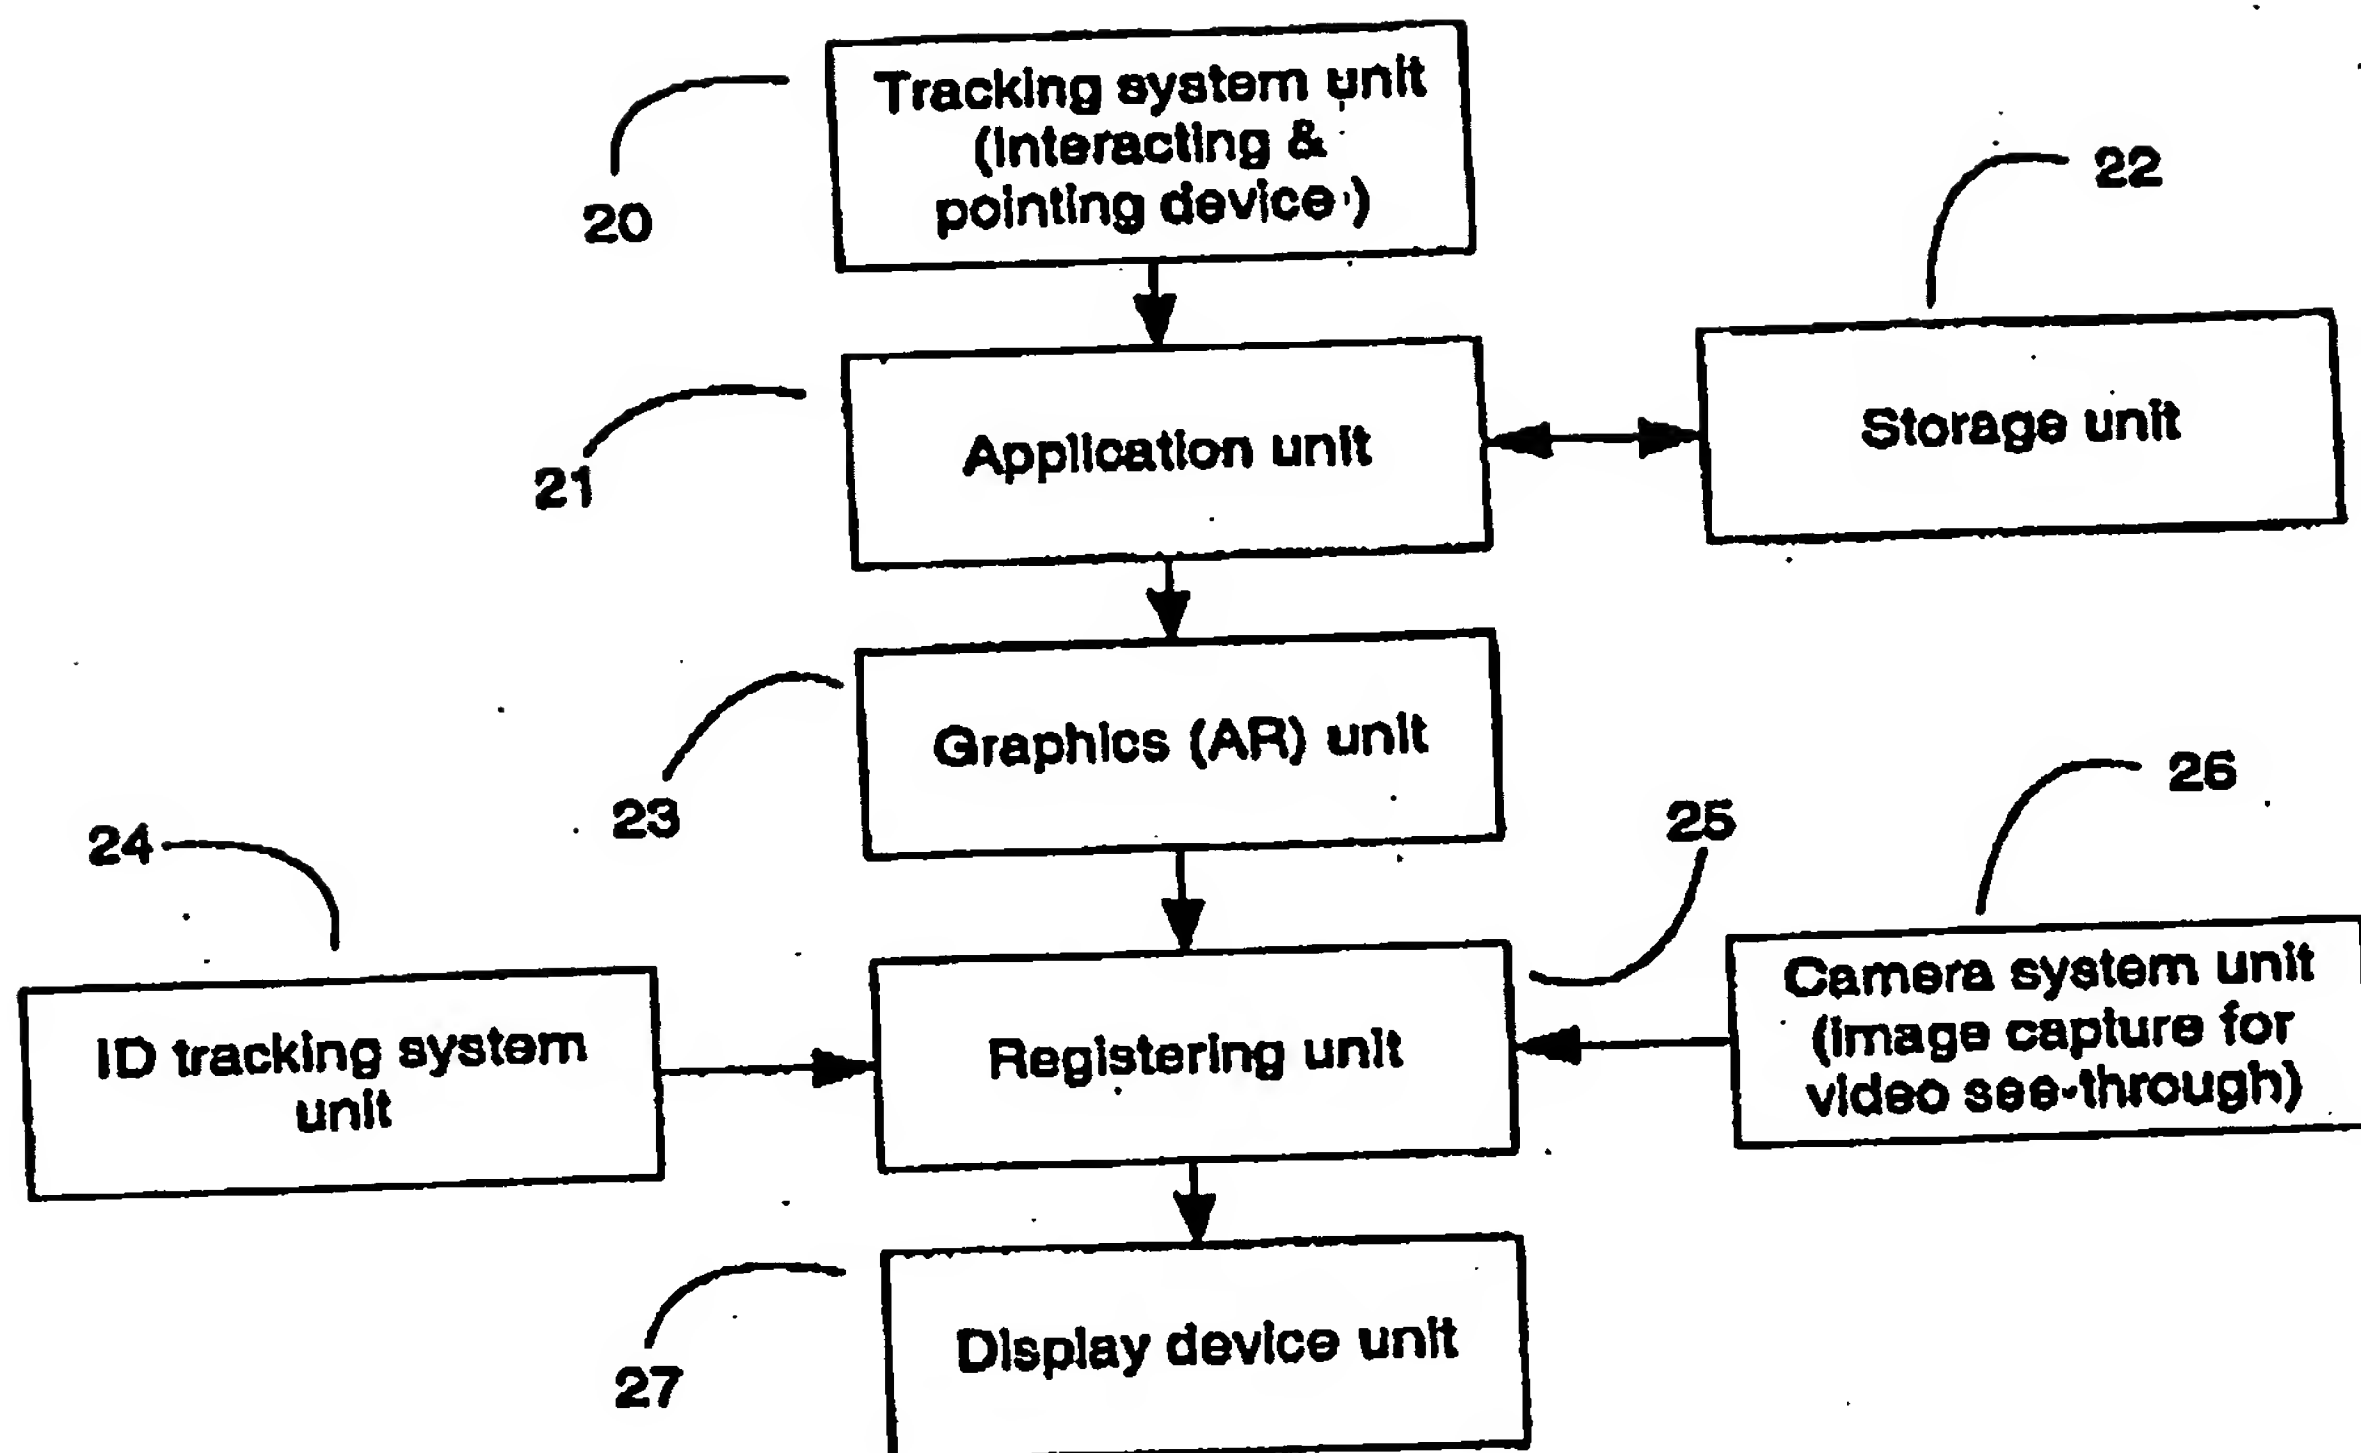 Tracking system unit
(Interacting &
pointing device)
20
22
Application unit
21
Storage unit
Graphics (AR) unit
23
24
25
26
ID tracking system
unit
Registering unit
Camera system unit
(image capture for
video see-through)
Display device unit
27